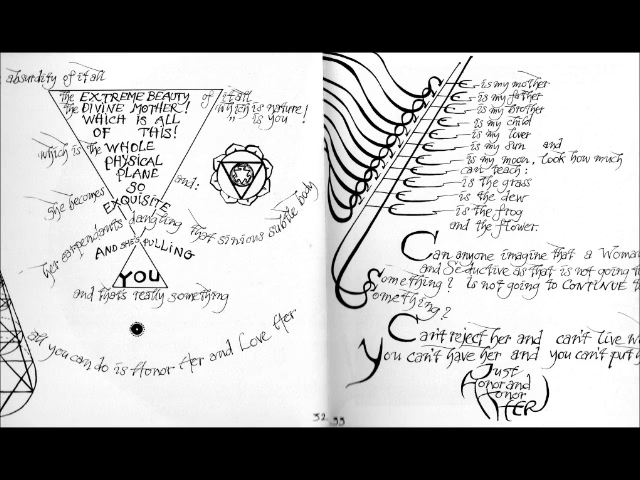 absurdity of it all
the EXTREME BEAUTY of it all
the DIVINE MOTHER! which is nature!
WHICH IS ALL " is you!
OF THIS!
which is the WHOLE
PHYSICAL
PLANE
SO and:
she becomes EXQUISITE
her earpendants dangling that sinious subtle body
AND SHE'S PULLING
YOU
and that's really something
all you can do is Honor Her and Love Her
32
is my mother
is my father
is my brother
is my child
is my lover
is my sun and
is my moon, look how much
can teach:
is the grass
is the dew
is the frog
and the flower.
Can anyone imagine that a Woman
and Seductive as that is not going to
Something? is not going to CONTINUE to
Something?
Can't reject her and can't live
You can't have her and you can't put
Just
Honor and
Honor
HER
33